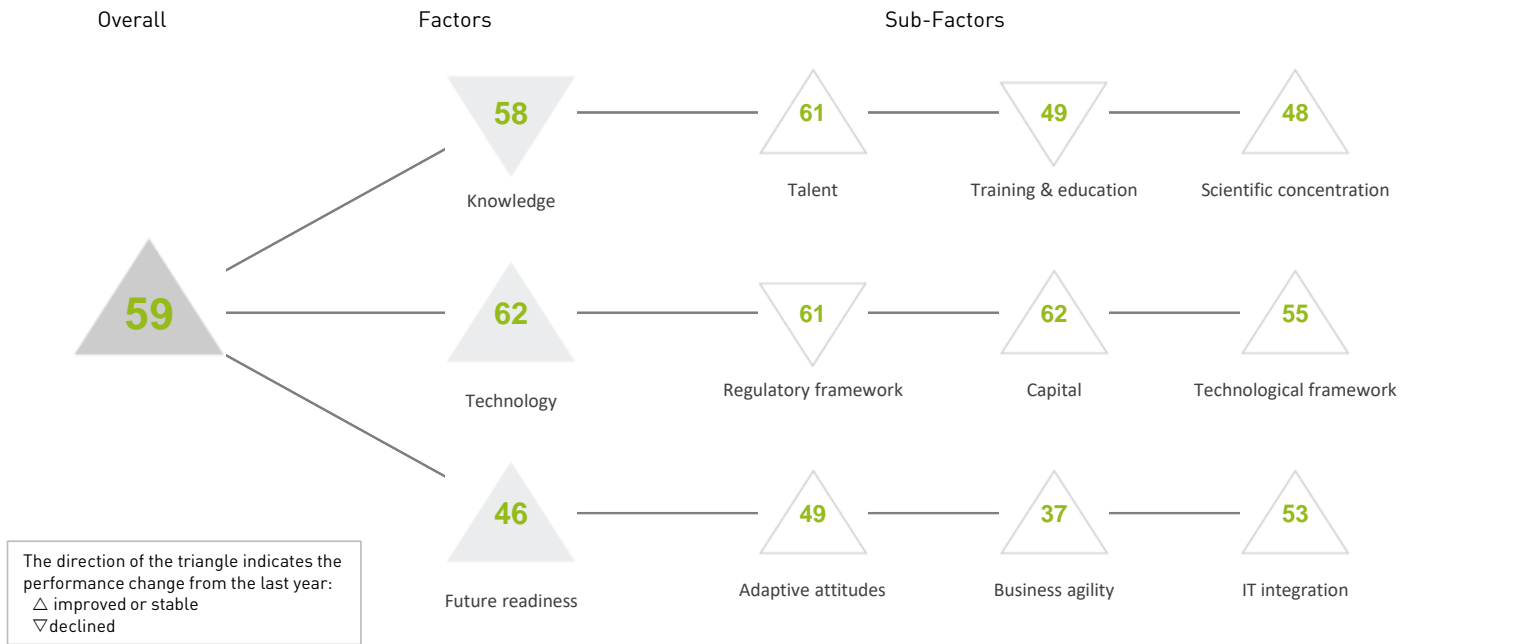 Overall
Factors
Sub-Factors
58
61
49
48
Knowledge
Talent
Training & education
Scientific concentration
59
62
61
62
55
Technology
Regulatory framework
Capital
Technological framework
46
49
37
53
Future readiness
Adaptive attitudes
Business agility
IT integration
The direction of the triangle indicates the
performance change from the last year:
△ improved or stable
▽declined